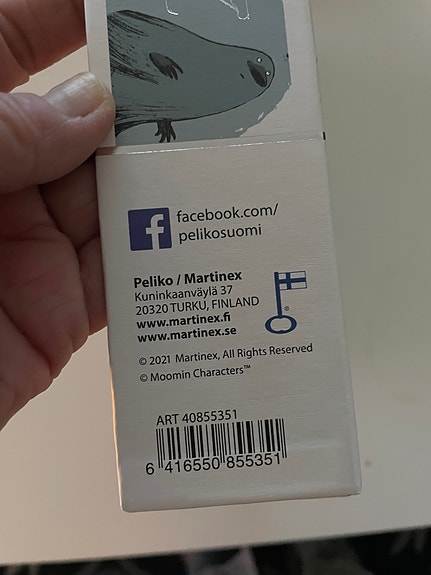 f
facebook.com/
pelikosuomi
Peliko / Martinex
Kuninkaanväylä 37
20320 TURKU, FINLAND
www.martinex.fi
www.martinex.se
®
© 2021 Martinex, All Rights Reserved
© Moomin Characters™
ART 40855351
6 416550 855351